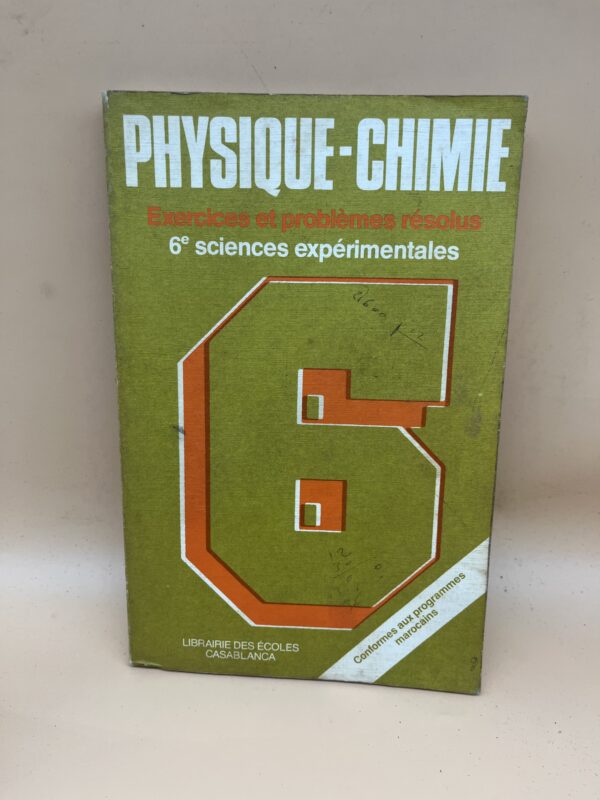 PHYSIQUE-CHIMIE
Exercices et problèmes résolus
6e sciences expérimentales
6
LIBRAIRIE DES ÉCOLES
CASABLANCA
Conformes aux programmes
marocains